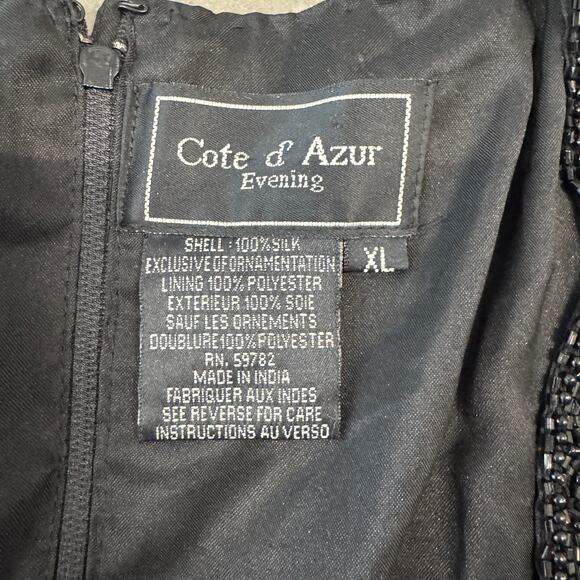 Cote d' Azur
Evening
XL
SHELL : 100% SILK
EXCLUSIVE OF ORNAMENTATION
LINING 100% POLYESTER
EXTERIEUR 100% SOIE
SAUF LES ORNEMENTS
DOUBLURE 100% POLYESTER
RN. 59782
MADE IN INDIA
FABRIQUER AUX INDES
SEE REVERSE FOR CARE
INSTRUCTIONS AU VERSO